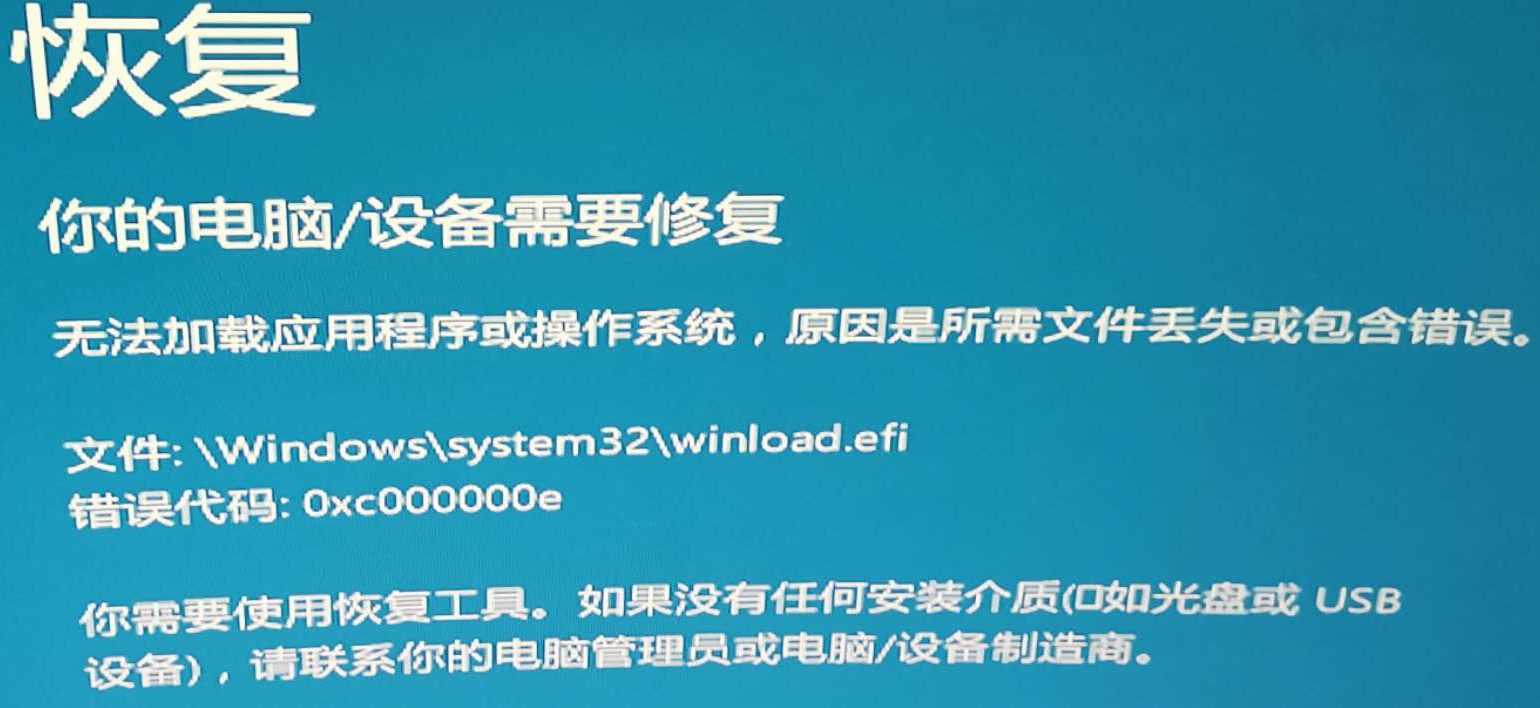 恢复
你的电脑/设备需要修复
无法加载应用程序或操作系统，原因是所需文件丢失或包含错误。
文件: \Windows\system32\winload.efi
错误代码: 0xc000000e
你需要使用恢复工具。如果没有任何安装介质(□如光盘或 USB
设备)，请联系你的电脑管理员或电脑/设备制造商。